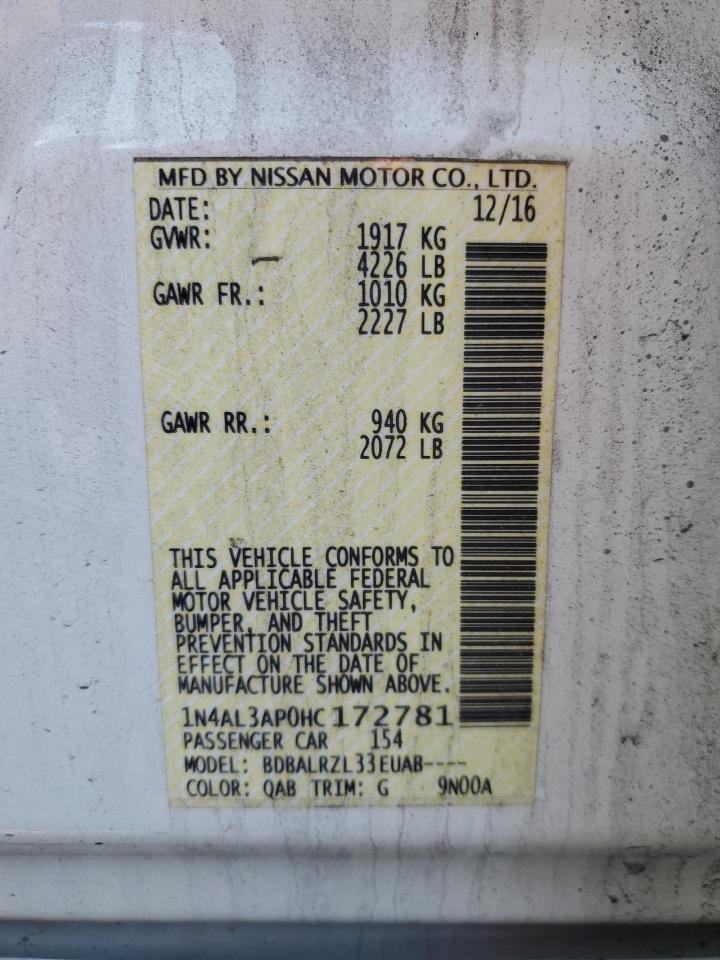 MFD BY NISSAN MOTOR CO., LTD.
DATE: 12/16
GVWR: 1917 KG
4226 LB
GAWR FR.: 1010 KG
2227 LB
GAWR RR.: 940 KG
2072 LB
THIS VEHICLE CONFORMS TO
ALL APPLICABLE FEDERAL
MOTOR VEHICLE SAFETY,
BUMPER, AND THEFT
PREVENTION STANDARDS IN
EFFECT ON THE DATE OF
MANUFACTURE SHOWN ABOVE.
1N4AL3AP0HC172781
PASSENGER CAR 154
MODEL: BDBALRZL33EUAB----
COLOR: QAB TRIM: G 9N00A